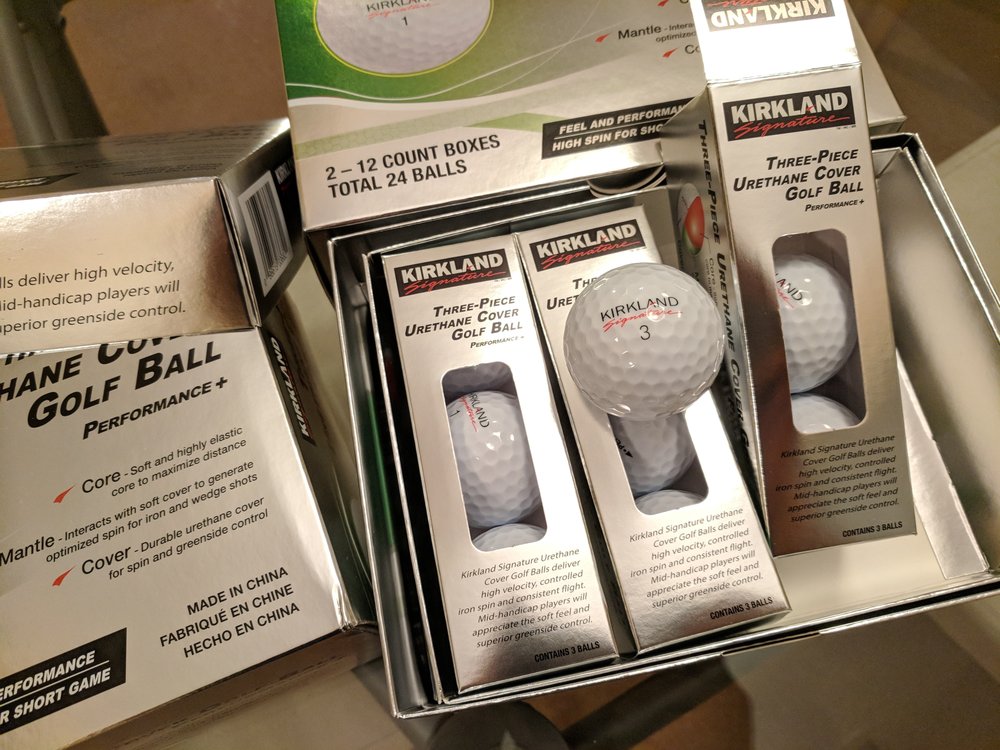 KIRKLAND
Signature
1
Mantle - Intera
optimized
Co
2 – 12 COUNT BOXES
TOTAL 24 BALLS
FEEL AND PERFORMAN
HIGH SPIN FOR SHO
KIRKLAND
KIRKLAND
Signature
THREE-PIECE
URETHANE COVER
GOLF BALL
PERFORMANCE+
Kirkland Signature Urethane
Cover Golf Balls deliver
high velocity, controlled
iron spin and consistent flight.
Mid-handicap players will
appreciate the soft feel and
superior greenside control.
CONTAINS 3 BALLS
THREE-PIECE URETHANE COVER
lls deliver high velocity,
Mid-handicap players will
superior greenside control.
HANE COVER
GOLF BALL
PERFORMANCE +
Core - Soft and highly elastic
core to maximize distance
Mantle - Interacts with soft cover to generate
optimized spin for iron and wedge shots
Cover - Durable urethane cover
for spin and greenside control
MADE IN CHINA
FABRIQUÉ EN CHINE
HECHO EN CHINA
ERFORMANCE
R SHORT GAME
KIRKLAND
KIRKLAND
Signature
THREE-PIECE
URETHANE COVER
GOLF BALL
PERFORMANCE+
1 KIRKLAND
Signature
Kirkland Signature Urethane
Cover Golf Balls deliver
high velocity, controlled
iron spin and consistent flight.
Mid-handicap players will
appreciate the soft feel and
superior greenside control.
CONTAINS 3 BALLS
KIRKLAND
Signature
TH
URET
KIRKLAND
Signature
3
Kirkland Signature Urethane
Cover Golf Balls deliver
high velocity, controlled
iron spin and consistent flight.
Mid-handicap players will
appreciate the soft feel and
superior greenside control.
CONTAINS 3 BALLS